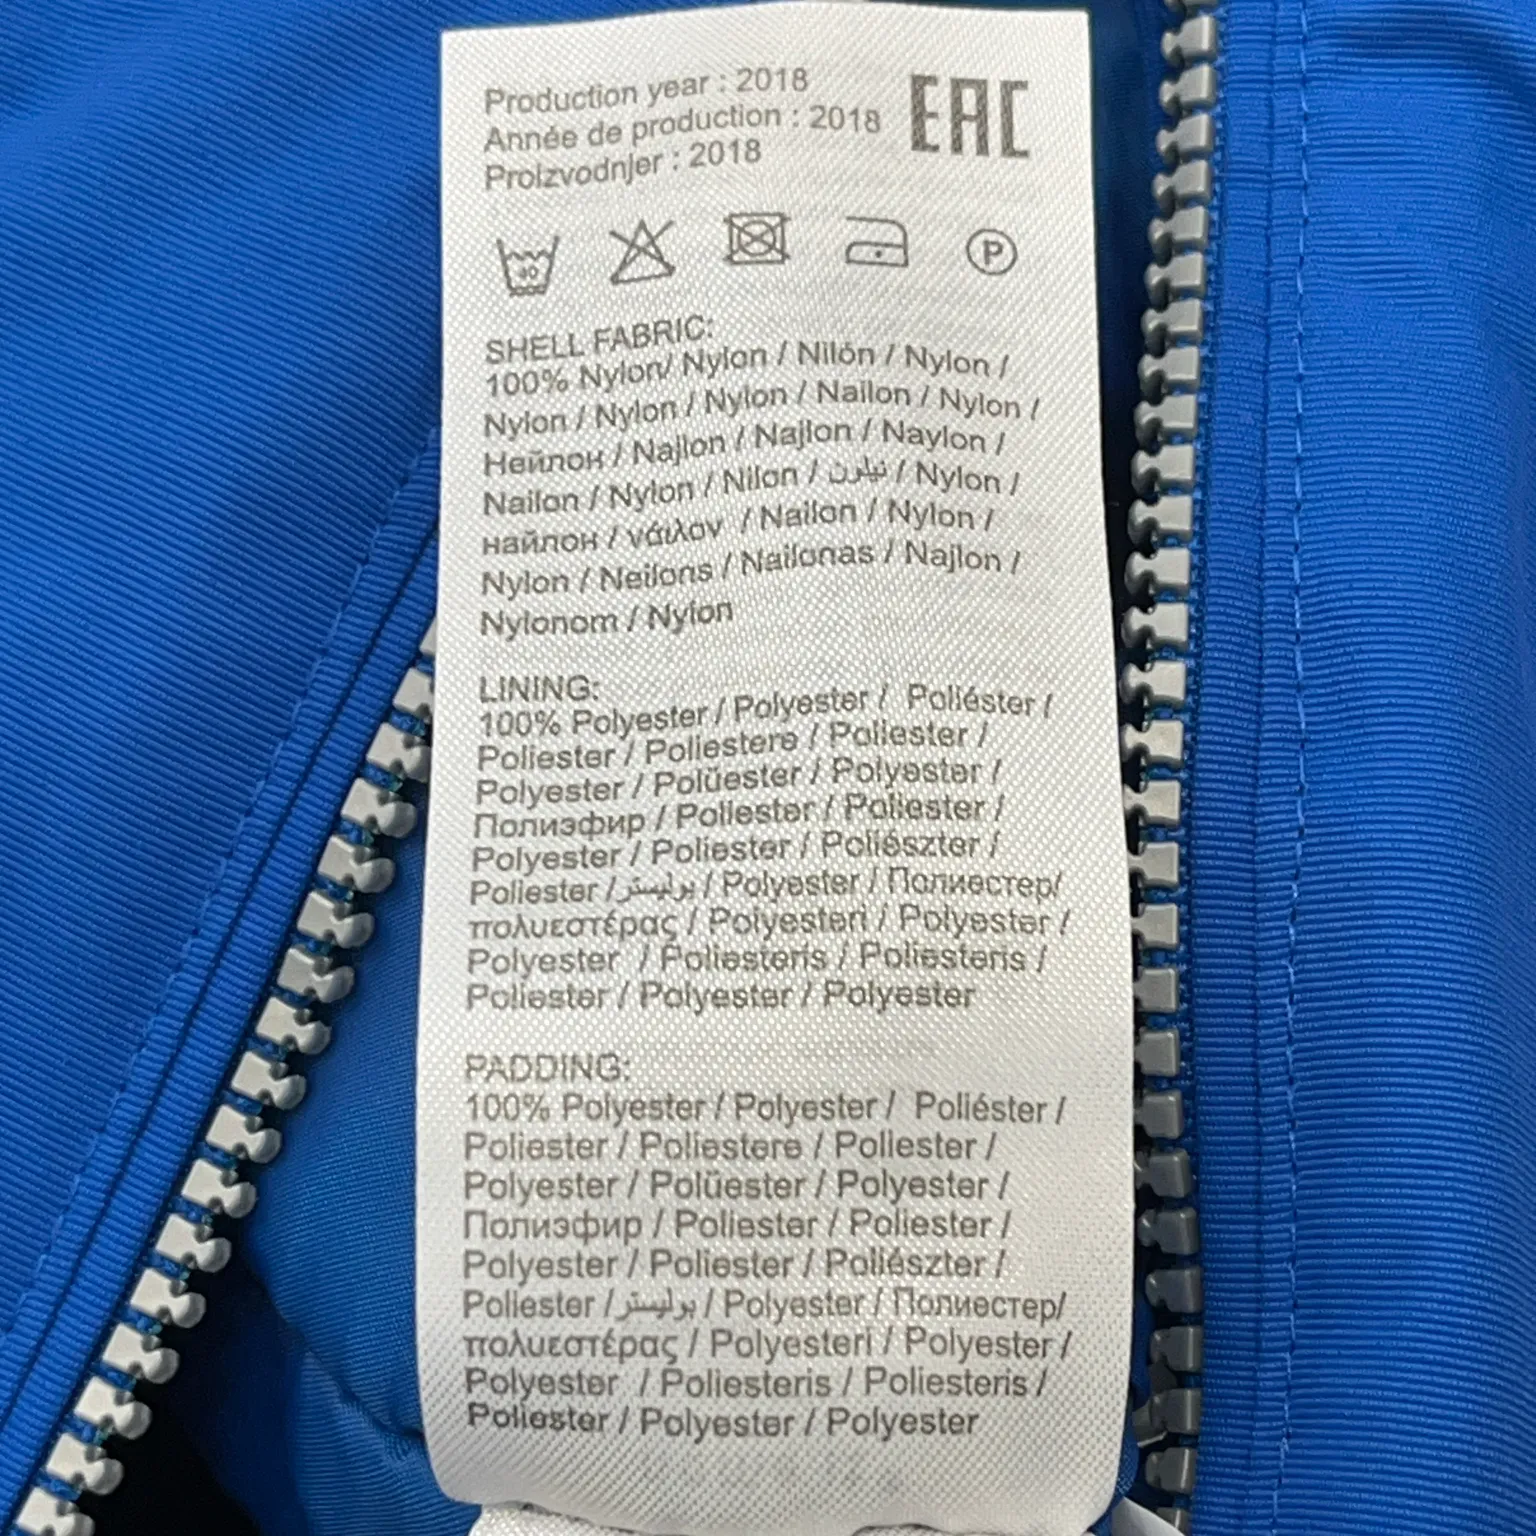 Production year : 2018
Année de production : 2018
Proizvodnjer : 2018
EAC
40
P
SHELL FABRIC:
100% Nylon/ Nylon / Nilón / Nylon /
Nylon / Nylon / Nylon / Nailon / Nylon /
Нейлон / Najlon / Najlon / Naylon /
Nailon / Nylon / Nilon / نيلون / Nylon /
найлон / νάιλον / Nailon / Nylon /
Nylon / Neilons / Nailonas / Najlon /
Nylonom / Nylon
LINING:
100% Polyester / Polyester / Poliéster /
Poliester / Poliestere / Poliester /
Polyester / Polüester / Polyester /
Полиэфир / Poliester / Poliester /
Polyester / Poliester / Poliészter /
Poliester / بوليستر / Polyester / Полиестер/
πολυεστέρας / Polyesteri / Polyester /
Polyester / Poliesteris / Poliesteris /
Poliester / Polyester / Polyester
PADDING:
100% Polyester / Polyester / Poliéster /
Poliester / Poliestere / Poliester /
Polyester / Polüester / Polyester /
Полиэфир / Poliester / Poliester /
Polyester / Poliester / Poliészter /
Poliester / بوليستر / Polyester / Полиестер/
πολυεστέρας / Polyesteri / Polyester /
Polyester / Poliesteris / Poliesteris /
Poliester / Polyester / Polyester